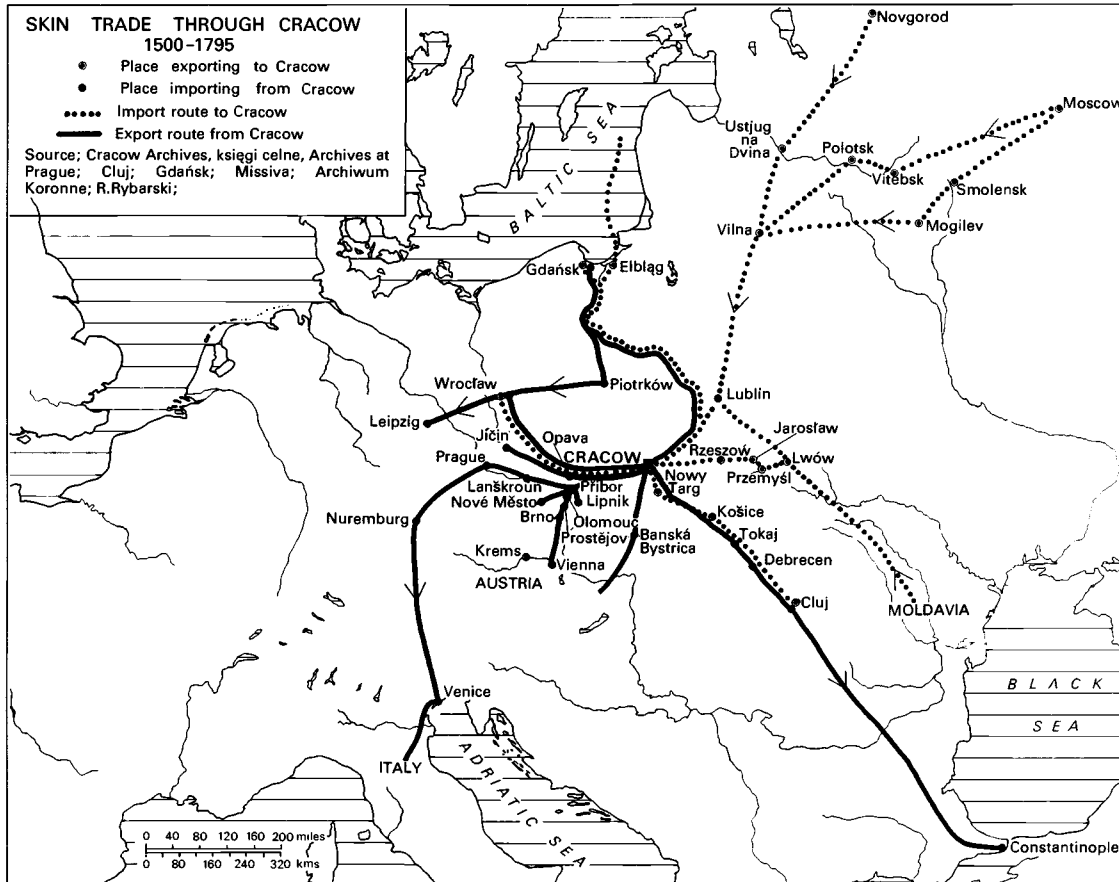 SKIN TRADE THROUGH CRACOW
1500-1795
Place exporting to Cracow
Place importing from Cracow
Import route to Cracow
Export route from Cracow
Source; Cracow Archives, księgi celne, Archives at
Prague; Cluj; Gdańsk; Missiva; Archiwum
Koronne; R.Rybarski;
Novgorod
Moscow
Ustjug
na
Dvina
Połotsk
Vitebsk
Smolensk
BALTIC SEA
Vilna
Mogilev
Gdańsk
Elbląg
Wrocław
Piotrków
Lublín
Leipzig
Jíčin
Opava
Jarosław
CRACOW
Rzeszow
Lwów
Prague
Przemyśl
Lanškroun
Příbor
Nowy
Targ
Nové Město
Lipnik
Nuremburg
Brno
Olomouc
Košice
Prostějov
Tokaj
Banská
Bystrica
Krems
Vienna
Debrecen
AUSTRIA
Cluj
MOLDAVIA
Venice
BLACK
SEA
ITALY
ADRIATIC SEA
0 40 80 120 160 200 miles
0 80 160 240 320
kms
Constantinople